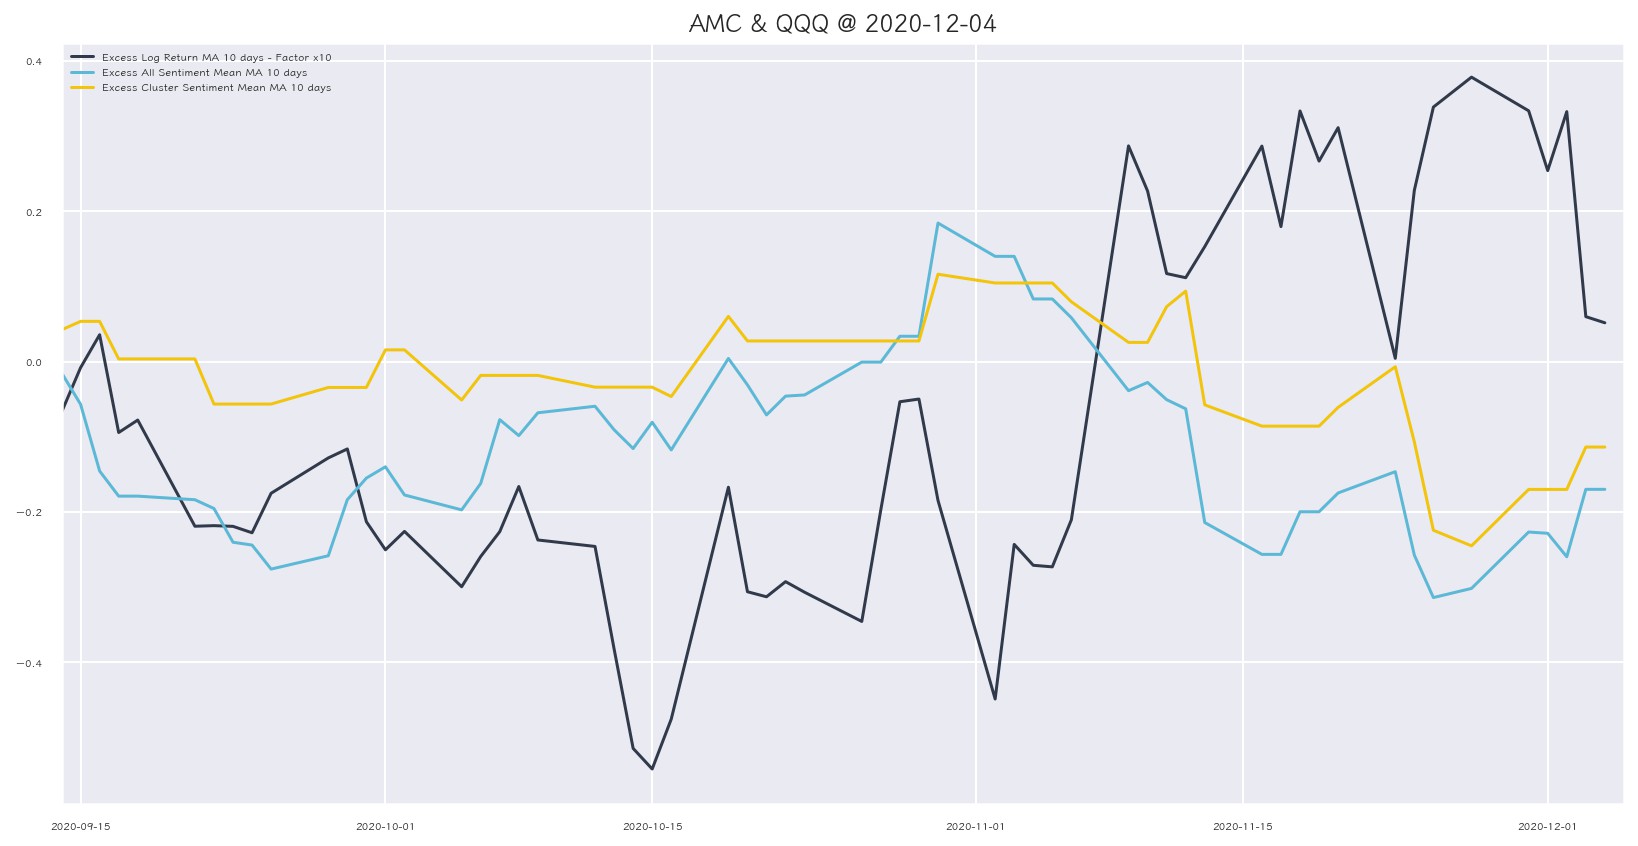 AMC & QQQ @ 2020-12-04
Excess Log Return MA 10 days - Factor x10
Excess All Sentiment Mean MA 10 days
Excess Cluster Sentiment Mean MA 10 days
0.4
0.2
0.0
−0.2
−0.4
2020-09-15
2020-10-01
2020-10-15
2020-11-01
2020-11-15
2020-12-01